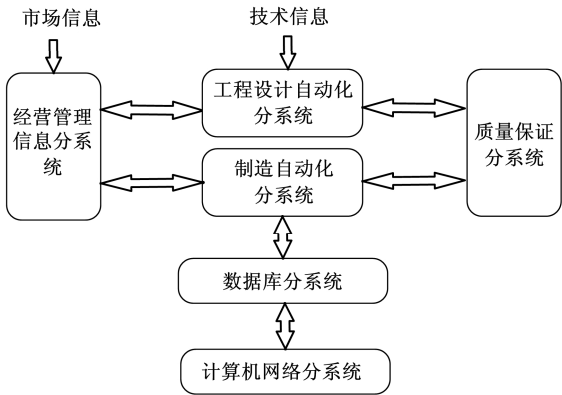 市场信息
技术信息
经营管理
信息分系
统
工程设计自动化
分系统
制造自动化
分系统
质量保证
分系统
数据库分系统
计算机网络分系统